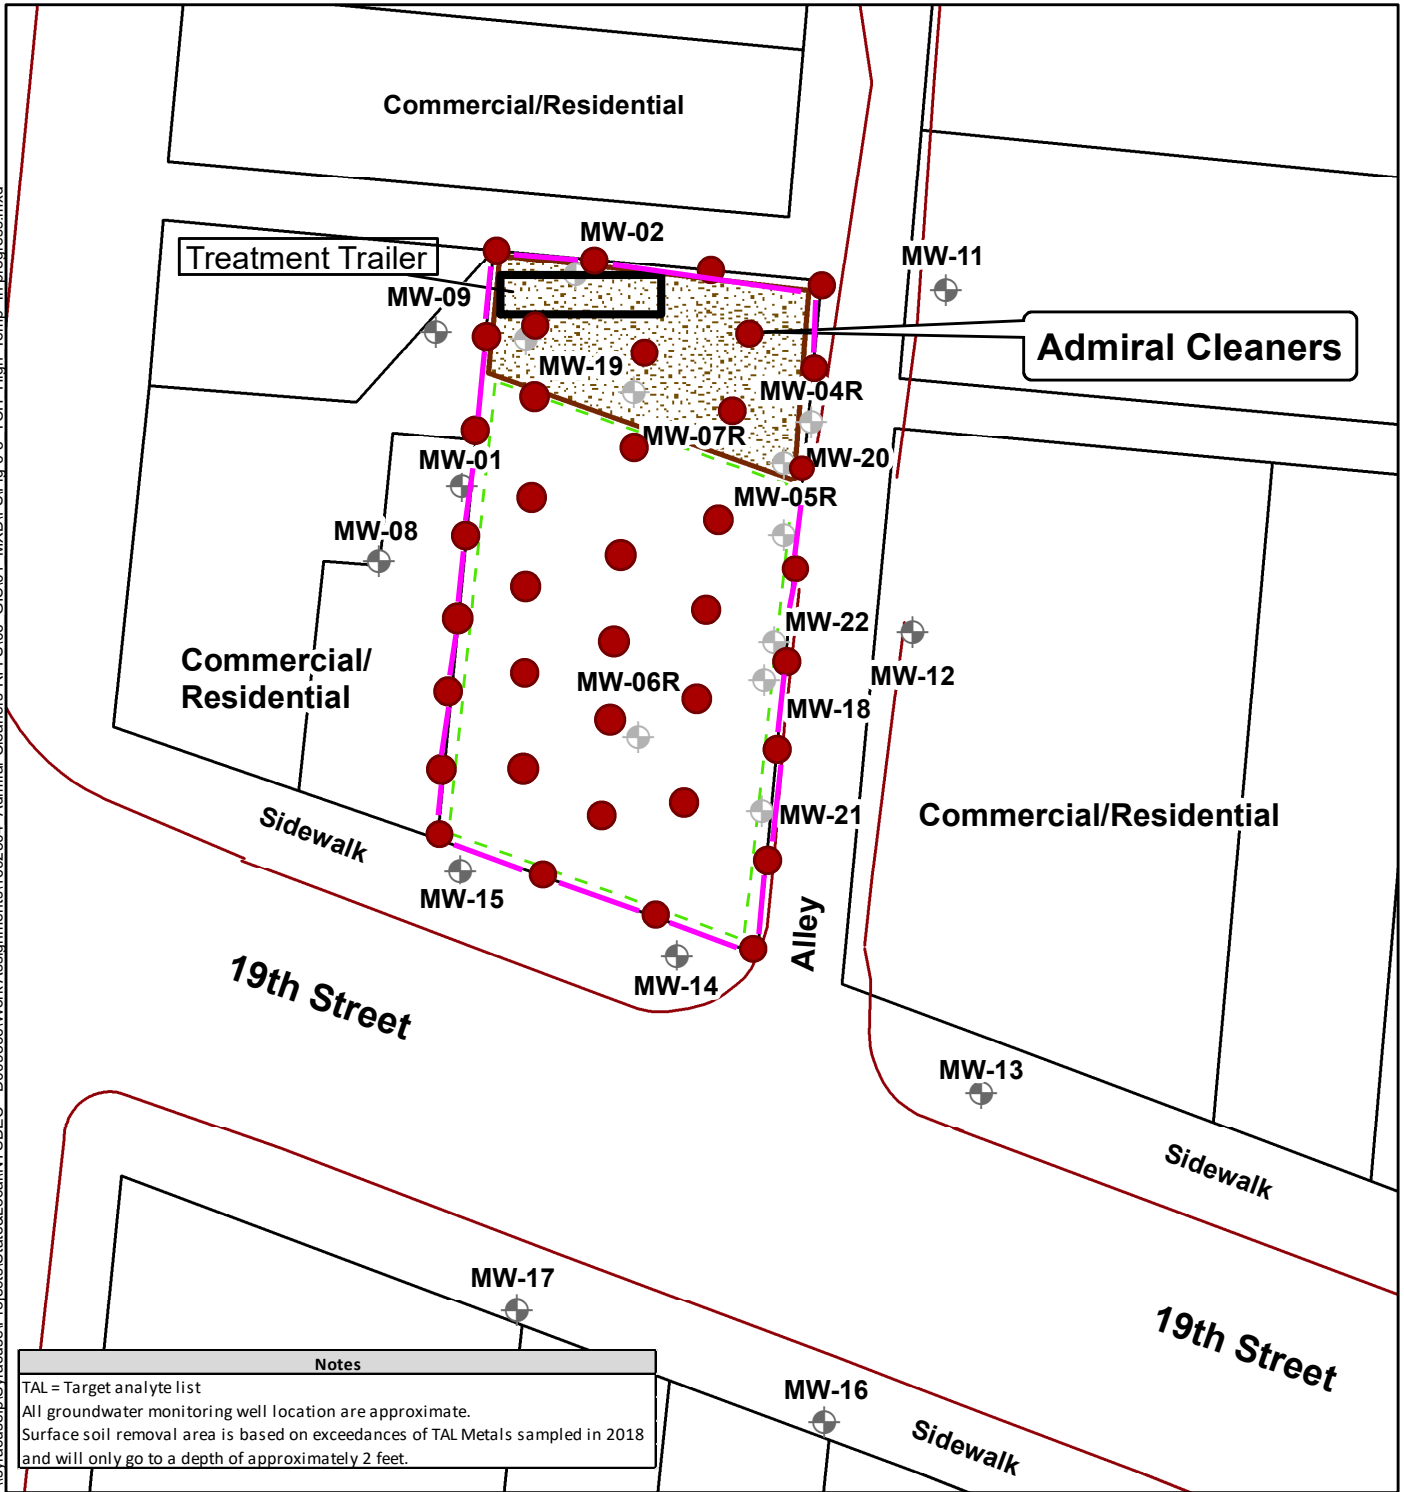 Commercial/Residential
MW-02
Treatment Trailer
MW-11
MW-09
Admiral Cleaners
MW-19
MW-04R
MW-07R
MW-01
MW-20
MW-05R
MW-08
MW-22
Commercial/
Residential
MW-06R
MW-12
MW-18
MW-21
Commercial/Residential
Sidewalk
MW-15
Alley
19th Street
MW-14
MW-13
Sidewalk
MW-17
19th Street
MW-16
Sidewalk
Notes
TAL = Target analyte list
All groundwater monitoring well location are approximate.
Surface soil removal area is based on exceedances of TAL Metals sampled in 2018
and will only go to a depth of approximately 2 feet.